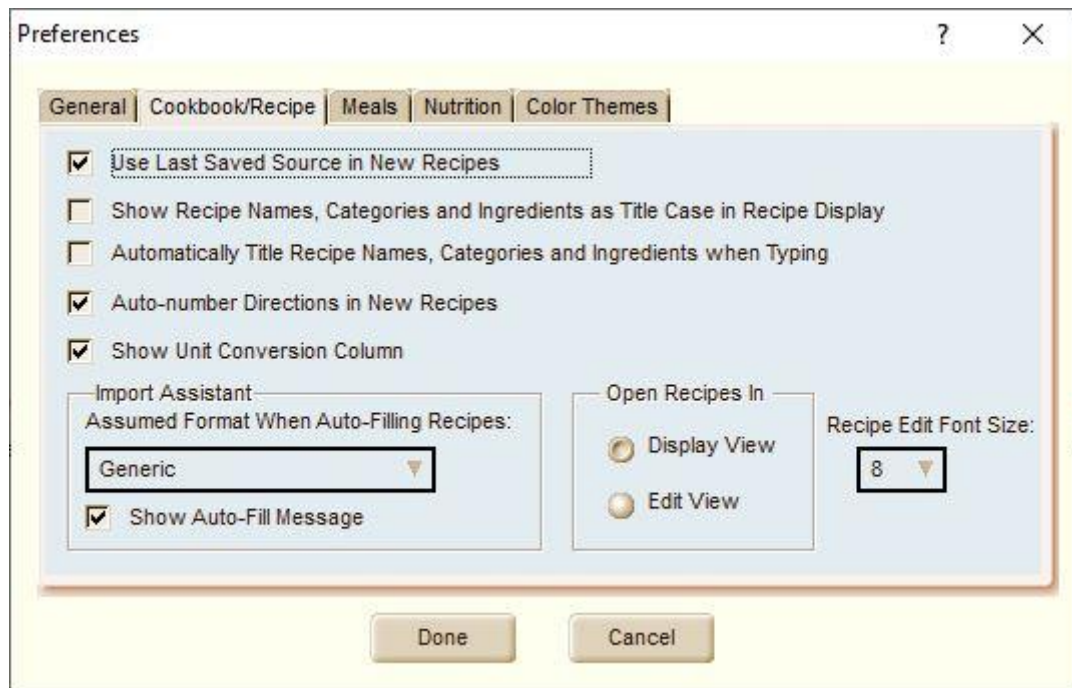 Preferences ?
General Cookbook/Recipe Meals Nutrition Color Themes
Use Last Saved Source in New Recipes
Show Recipe Names, Categories and Ingredients as Title Case in Recipe Display
Automatically Title Recipe Names, Categories and Ingredients when Typing
Auto-number Directions in New Recipes
Show Unit Conversion Column
Import Assistant
Assumed Format When Auto-Filling Recipes:
Generic
Show Auto-Fill Message
Open Recipes In
Display View
Edit View
Recipe Edit Font Size:
8
Done Cancel